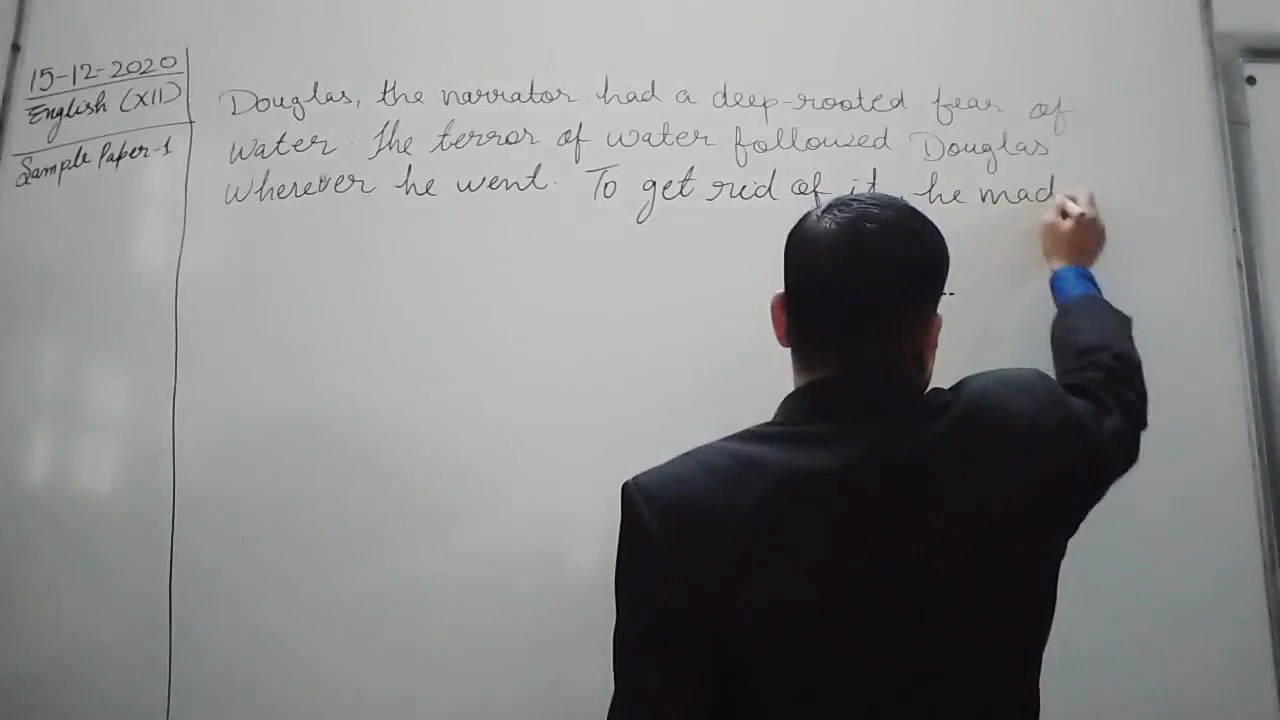 15-12-2020
English (XII)
Sample Paper-1
Douglas, the narrator had a deep-rooted fear of
water. The terror of water followed Douglas
wherever he went. To get rid of it, he mad